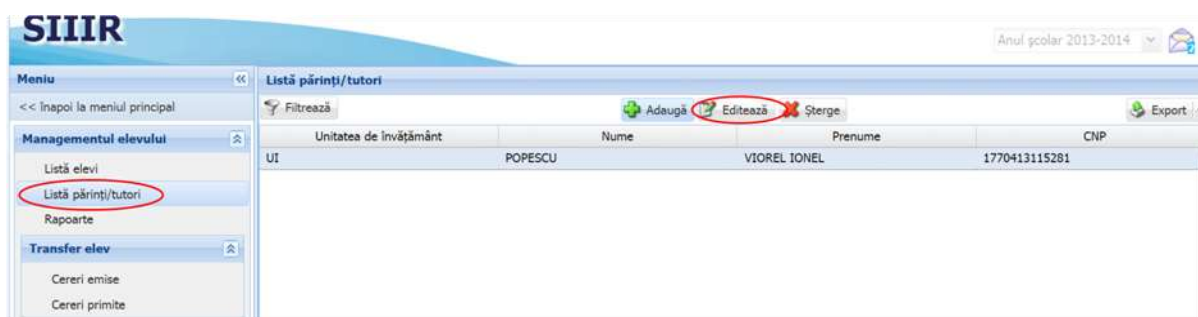 SIIIR
Anul școlar 2013-2014
Meniu
<< Înapoi la meniul principal
Managementul elevului
Listă elevi
Listă părinți/tutori
Rapoarte
Transfer elev
Cereri emise
Cereri primite
Listă părinți/tutori
Filtrează Adaugă Editează Șterge Export
Unitatea de învățământ Nume Prenume CNP
UI POPESCU VIOREL IONEL 1770413115281